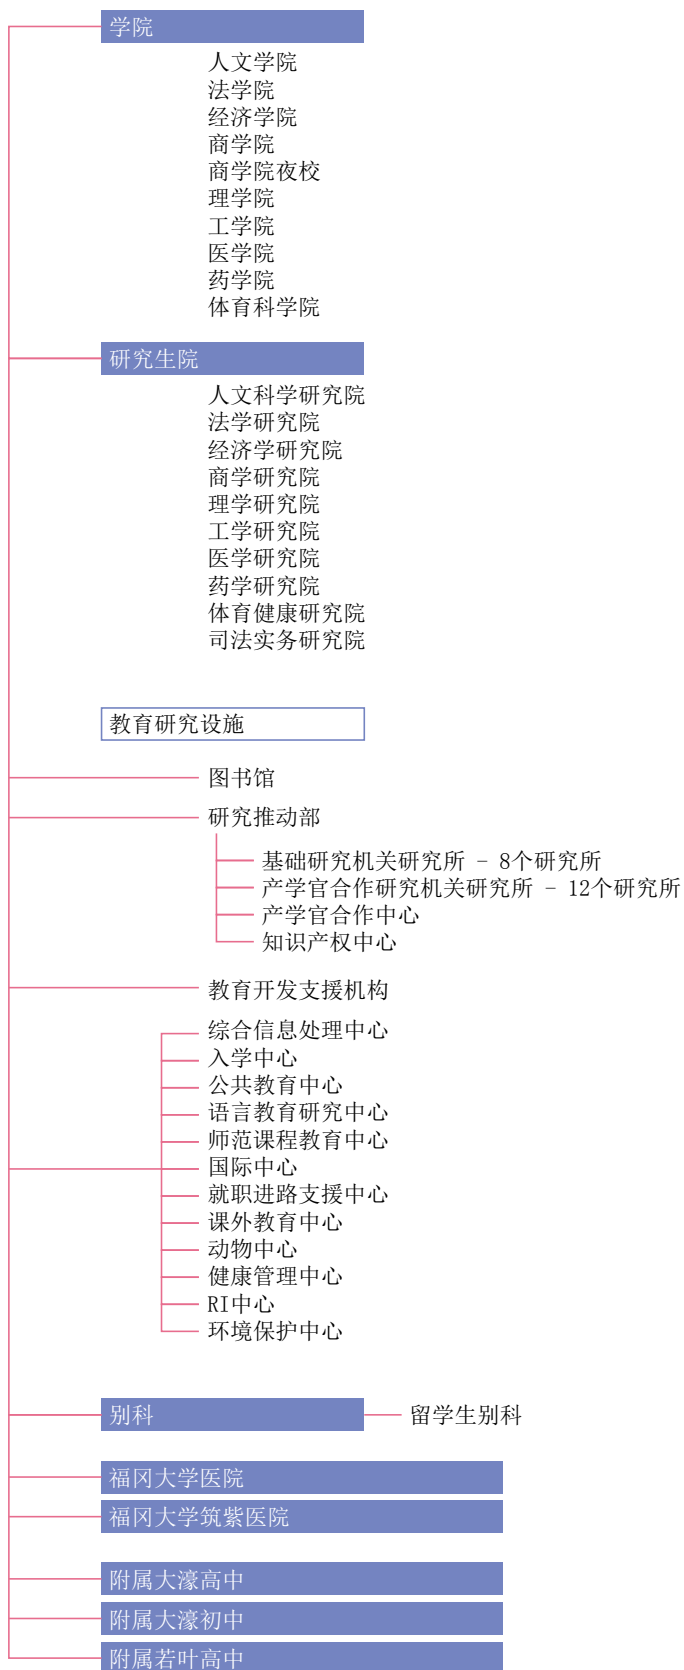 学院
人文学院
法学院
经济学院
商学院
商学院夜校
理学院
工学院
医学院
药学院
体育科学院
研究生院
人文科学研究院
法学研究院
经济学研究院
商学研究院
理学研究院
工学研究院
医学研究院
药学研究院
体育健康研究院
司法实务研究院
教育研究设施
图书馆
研究推动部
基础研究机关研究所 - 8个研究所
产学官合作研究机关研究所 - 12个研究所
产学官合作中心
知识产权中心
教育开发支援机构
综合信息处理中心
入学中心
公共教育中心
语言教育研究中心
师范课程教育中心
国际中心
就职进路支援中心
课外教育中心
动物中心
健康管理中心
RI中心
环境保护中心
别科 留学生别科
福冈大学医院
福冈大学筑紫医院
附属大濠高中
附属大濠初中
附属若叶高中